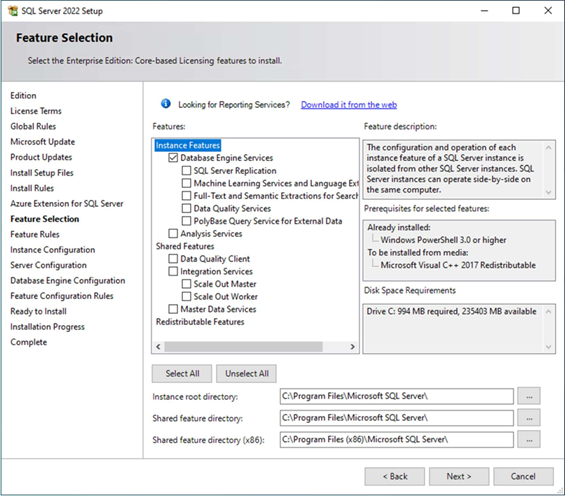 SQL Server 2022 Setup
Feature Selection
Select the Enterprise Edition: Core-based Licensing features to install.
Edition
License Terms
Global Rules
Microsoft Update
Product Updates
Install Setup Files
Install Rules
Azure Extension for SQL Server
Feature Selection
Feature Rules
Instance Configuration
Server Configuration
Database Engine Configuration
Feature Configuration Rules
Ready to Install
Installation Progress
Complete
Looking for Reporting Services? Download it from the web
Features:
Instance Features
Database Engine Services
SQL Server Replication
Machine Learning Services and Language Ext
Full-Text and Semantic Extractions for Search
Data Quality Services
PolyBase Query Service for External Data
Analysis Services
Shared Features
Data Quality Client
Integration Services
Scale Out Master
Scale Out Worker
Master Data Services
Redistributable Features
Feature description:
The configuration and operation of each
instance feature of a SQL Server instance is
isolated from other SQL Server instances. SQL
Server instances can operate side-by-side on
the same computer.
Prerequisites for selected features:
Already installed:
Windows PowerShell 3.0 or higher
To be installed from media:
Microsoft Visual C++ 2017 Redistributable
Disk Space Requirements
Drive C: 994 MB required, 235403 MB available
Select All
Unselect All
Instance root directory: C:\Program Files\Microsoft SQL Server\ ...
Shared feature directory: C:\Program Files\Microsoft SQL Server\ ...
Shared feature directory (x86): C:\Program Files (x86)\Microsoft SQL Server\ ...
< Back
Next >
Cancel